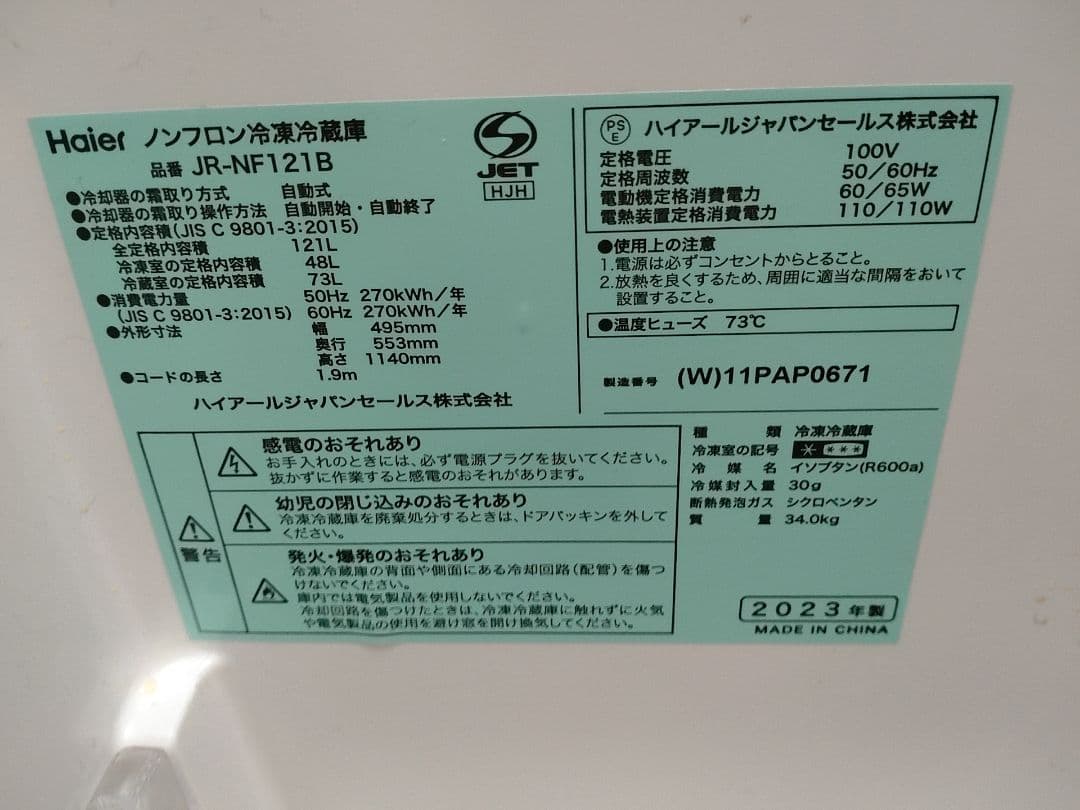 Haier ノンフロン冷凍冷蔵庫
品番 JR-NF121B
●冷却器の霜取り方式 自動式
●冷却器の霜取り操作方法 自動開始・自動終了
●定格内容積(JIS C 9801-3:2015)
全定格内容積 121L
冷凍室の定格内容積 48L
冷蔵室の定格内容積 73L
●消費電力量 50Hz 270kWh/年
(JIS C 9801-3:2015) 60Hz 270kWh/年
●外形寸法 幅 495mm
奥行 553mm
高さ 1140mm
●コードの長さ 1.9m
ハイアールジャパンセールス株式会社
S
JET
HJH
PS
E
ハイアールジャパンセールス株式会社
定格電圧 100V
定格周波数 50/60Hz
電動機定格消費電力 60/65W
電熱装置定格消費電力 110/110W
●使用上の注意
1.電源は必ずコンセントからとること。
2.放熱を良くするため、周囲に適当な間隔をおいて
設置すること。
●温度ヒューズ 73℃
製造番号 (W)11PAP0671
警告
感電のおそれあり
お手入れのときには、必ず電源プラグを抜いてください。
抜かずに作業すると感電のおそれがあります。
幼児の閉じ込みのおそれあり
冷凍冷蔵庫を廃棄処分するときは、ドアパッキンを外して
ください。
発火・爆発のおそれあり
冷凍冷蔵庫の背面や側面にある冷却回路(配管)を傷つ
けないでください。
庫内では電気製品を使用しないでください。
冷却回路を傷つけたときは、冷凍冷蔵庫に触れずに火気
や電気製品の使用を避け窓を開け換気してください。
種類 冷凍冷蔵庫
冷凍室の記号 * ***
冷媒名 イソブタン(R600a)
冷媒封入量 30g
断熱発泡ガス シクロペンタン
質量 34.0kg
2023年製
MADE IN CHINA